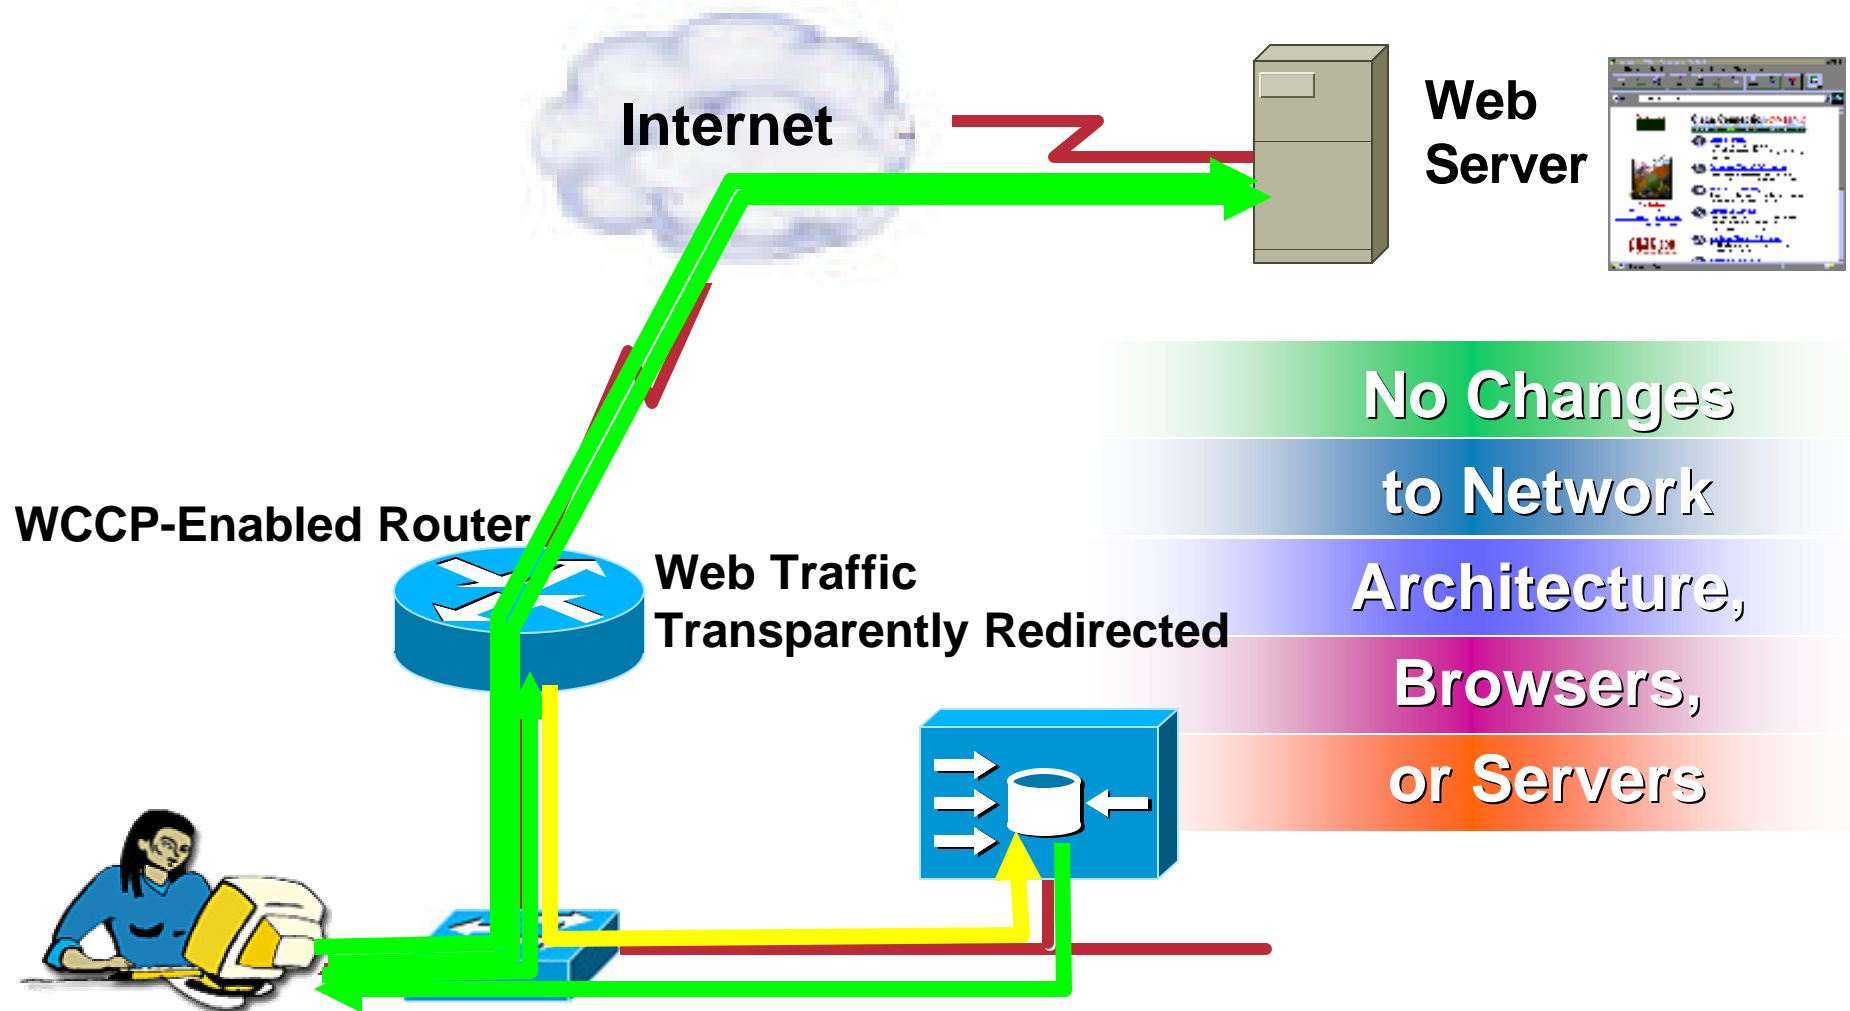 Internet
Web
Server
WCCP-Enabled Router
Web Traffic
Transparently Redirected
No Changes
to Network
Architecture,
Browsers,
or Servers